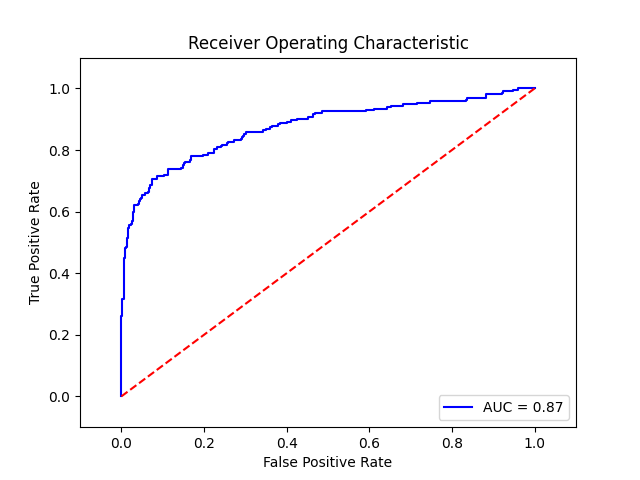 Receiver Operating Characteristic
True Positive Rate
1.0
0.8
0.6
0.4
0.2
0.0
AUC = 0.87
0.0 0.2 0.4 0.6 0.8 1.0
False Positive Rate